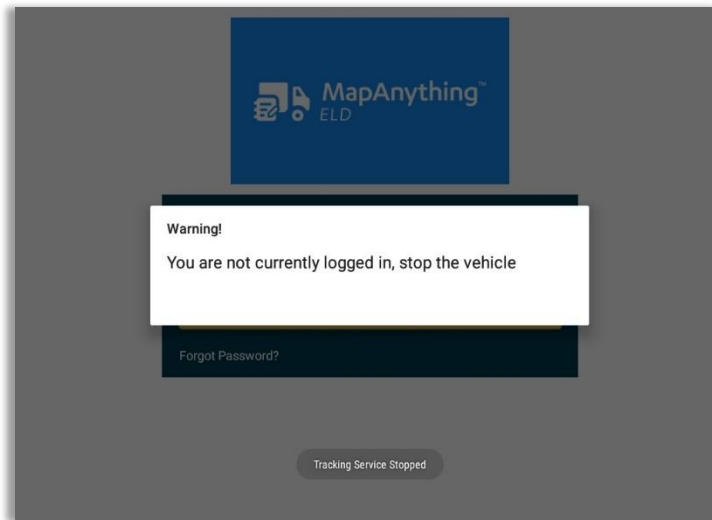 MapAnything™
ELD
Warning!
You are not currently logged in, stop the vehicle
Forgot Password?
Tracking Service Stopped